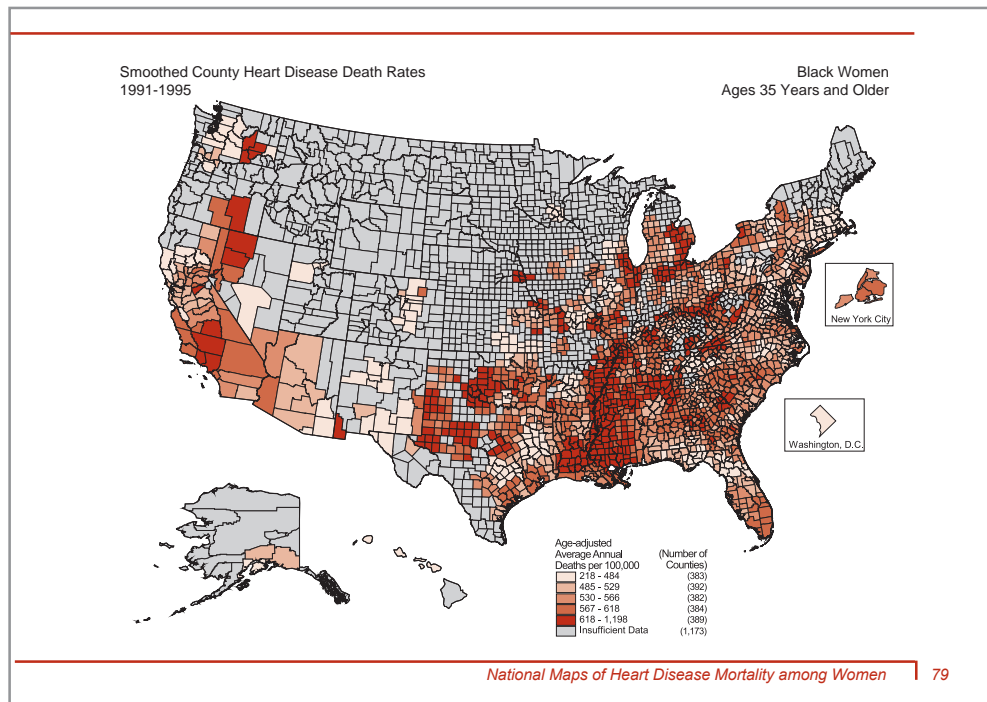 Smoothed County Heart Disease Death Rates
1991-1995
Black Women
Ages 35 Years and Older
New York City
Washington, D.C.
Age-adjusted
Average Annual
Deaths per 100,000
(Number of
Counties)
218 - 484 (383)
485 - 529 (392)
530 - 566 (382)
567 - 618 (384)
618 - 1,198 (389)
Insufficient Data (1,173)
National Maps of Heart Disease Mortality among Women 79